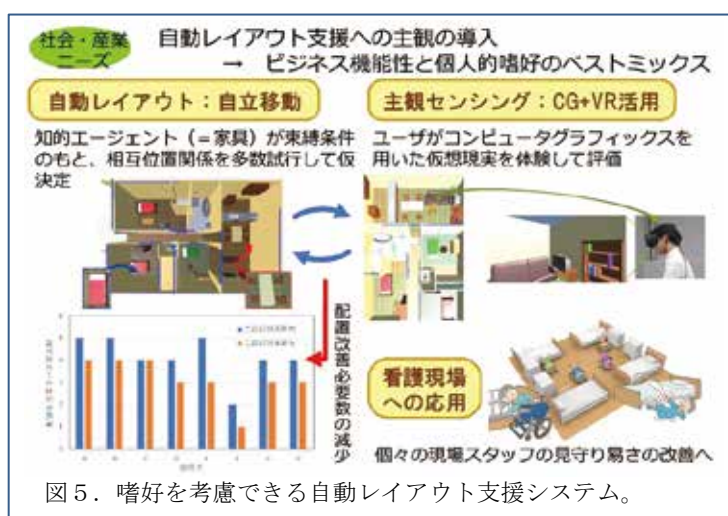 社会・産業
ニーズ
自動レイアウト支援への主観の導入
→ ビジネス機能性と個人的嗜好のベストミックス
自動レイアウト：自立移動
知的エージェント（＝家具）が束縛条件
のもと、相互位置関係を多数試行して仮
決定
主観センシング：CG+VR活用
ユーザがコンピュータグラフィックスを
用いた仮想現実を体験して評価
配置改善必要数の減少
看護現場
への応用
個々の現場スタッフの見守り易さの改善へ
図５．嗜好を考慮できる自動レイアウト支援システム。